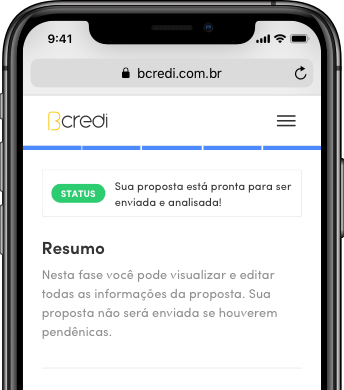 9:41
bcredi.com.br
Bcredi
STATUS
Sua proposta está pronta para ser
enviada e analisada!
Resumo
Nesta fase você pode visualizar e editar
todas as informações da proposta. Sua
proposta não será enviada se houverem
pendênicas.